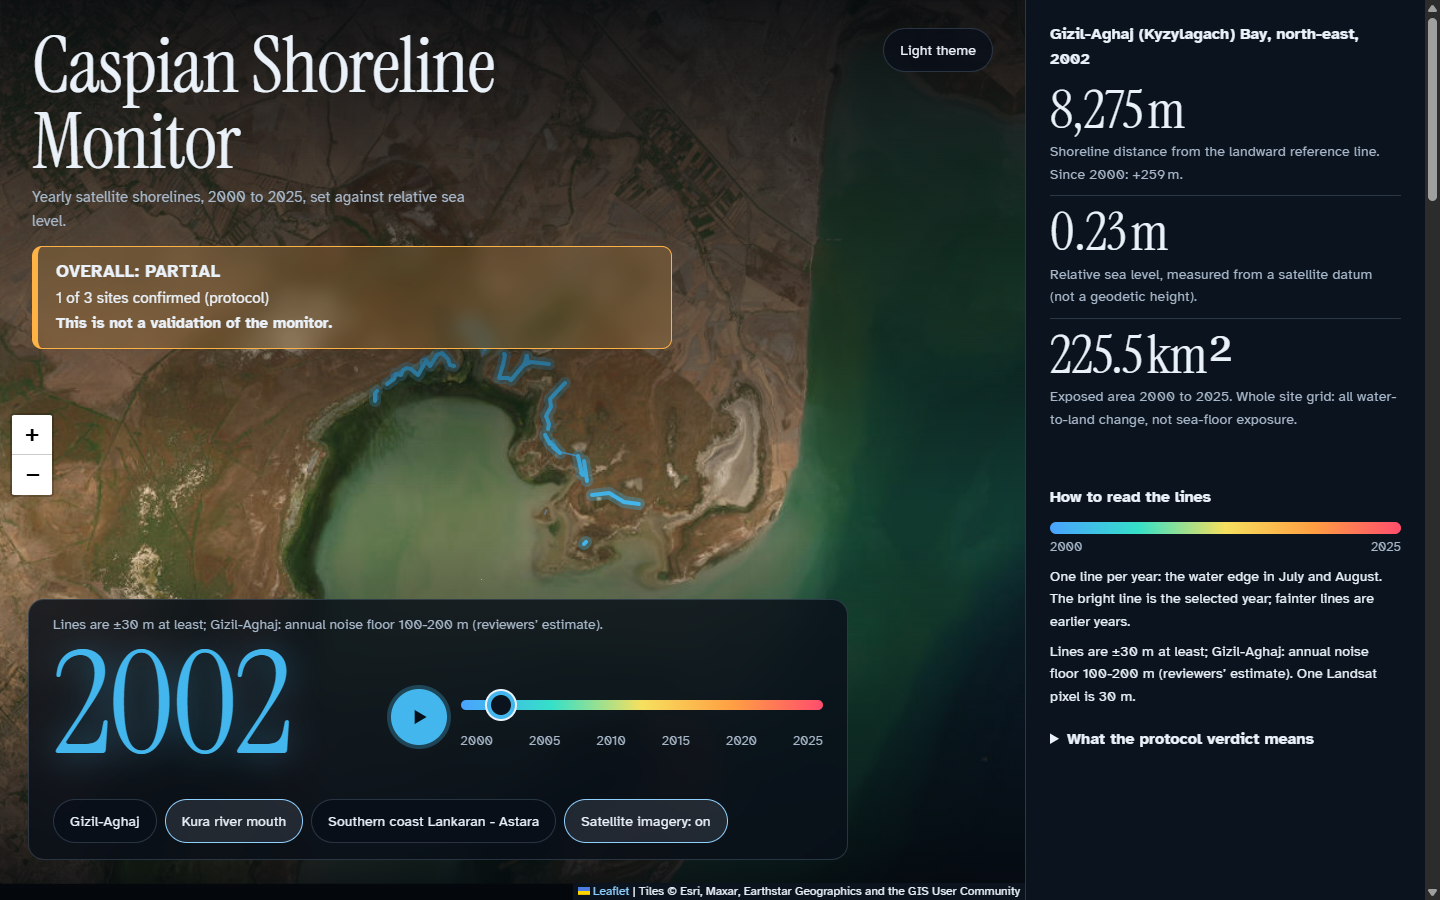 Caspian Shoreline
Monitor
Yearly satellite shorelines, 2000 to 2025, set against relative sea
level.
Light theme
OVERALL: PARTIAL
1 of 3 sites confirmed (protocol)
This is not a validation of the monitor.
+
−
Lines are ±30 m at least; Gizil-Aghaj: annual noise floor 100-200 m (reviewers’ estimate).
2002
2000 2005 2010 2015 2020 2025
Gizil-Aghaj Kura river mouth Southern coast Lankaran - Astara Satellite imagery: on
Leaflet | Tiles © Esri, Maxar, Earthstar Geographics and the GIS User Community
Gizil-Aghaj (Kyzylagach) Bay, north-east,
2002
8,275 m
Shoreline distance from the landward reference line.
Since 2000: +259 m.
0.23 m
Relative sea level, measured from a satellite datum
(not a geodetic height).
225.5 km²
Exposed area 2000 to 2025. Whole site grid: all water-
to-land change, not sea-floor exposure.
How to read the lines
2000 2025
One line per year: the water edge in July and August.
The bright line is the selected year; fainter lines are
earlier years.
Lines are ±30 m at least; Gizil-Aghaj: annual noise
floor 100-200 m (reviewers’ estimate). One Landsat
pixel is 30 m.
What the protocol verdict means